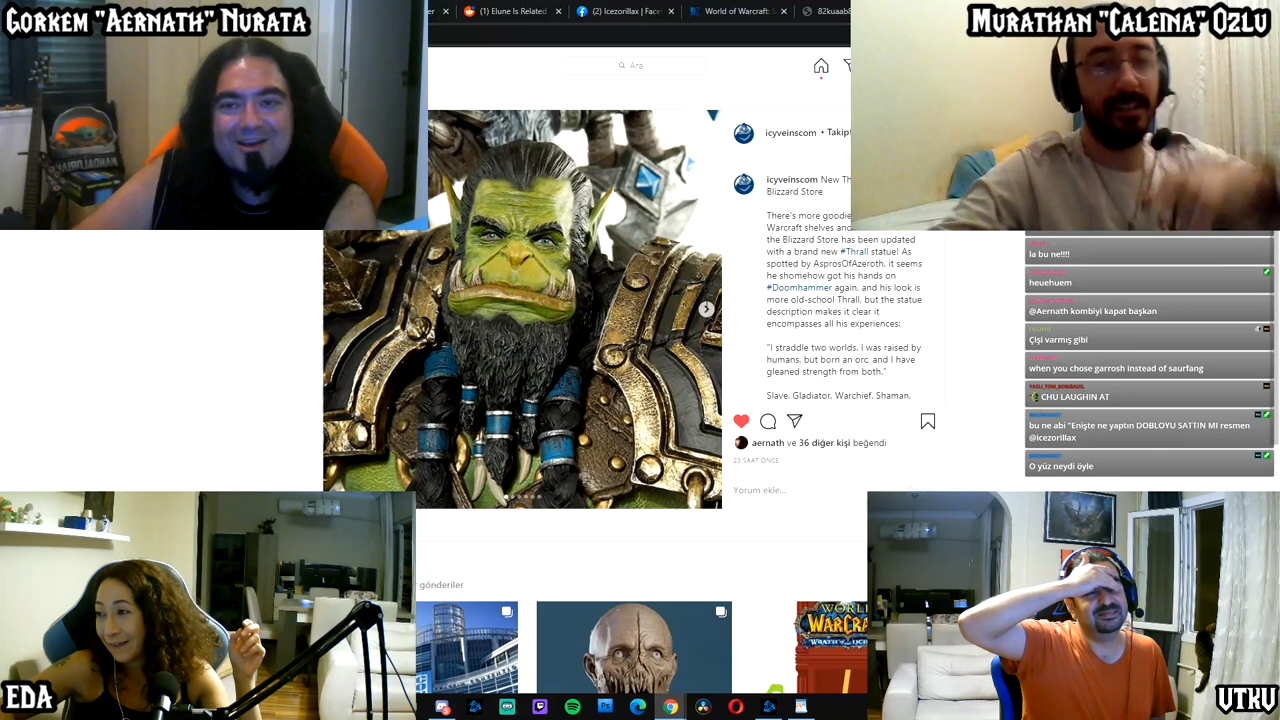 GORKEM "AERNATH" NURATA
MURATHAN "CALEINA" OZLU
(1) Elune Is Related
(2) Icezorillax | Face
World of Warcraft: S
82kuaab8
Ara
icyveinscom • Takipt
icyveinscom New Th
Blizzard Store
There's more goodie
Warcraft shelves and
the Blizzard Store has been updated
with a brand new #Thrall statue! As
spotted by AsprosOfAzeroth, it seems
he shomehow got his hands on
#Doomhammer again, and his look is
more old-school Thrall, but the statue
description makes it clear it
encompasses all his experiences:
"I straddle two worlds. I was raised by
humans, but born an orc, and I have
gleaned strength from both."
Slave. Gladiator. Warchief. Shaman.
aernath ve 36 diğer kişi beğendi
23 SAAT ÖNCE
Yorum ekle...
la bu ne!!!!
heuehuem
@Aernath kombiyi kapat başkan
Çişi varmış gibi
when you chose garrosh instead of saurfang
YASLI_TOM_BOMBADIL
CHU LAUGHIN AT
bu ne abi "Enişte ne yaptın DOBLOYU SATTIN MI resmen
@icezorillax
O yüz neydi öyle
gönderiler
WORLD
WARCRA
MANDALORIAN
EDA
UTKU